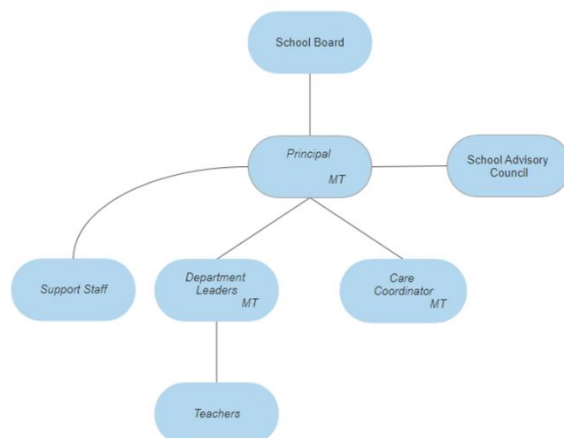 School Board
Principal
MT
School Advisory
Council
Support Staff
Department
Leaders
MT
Care
Coordinator
MT
Teachers